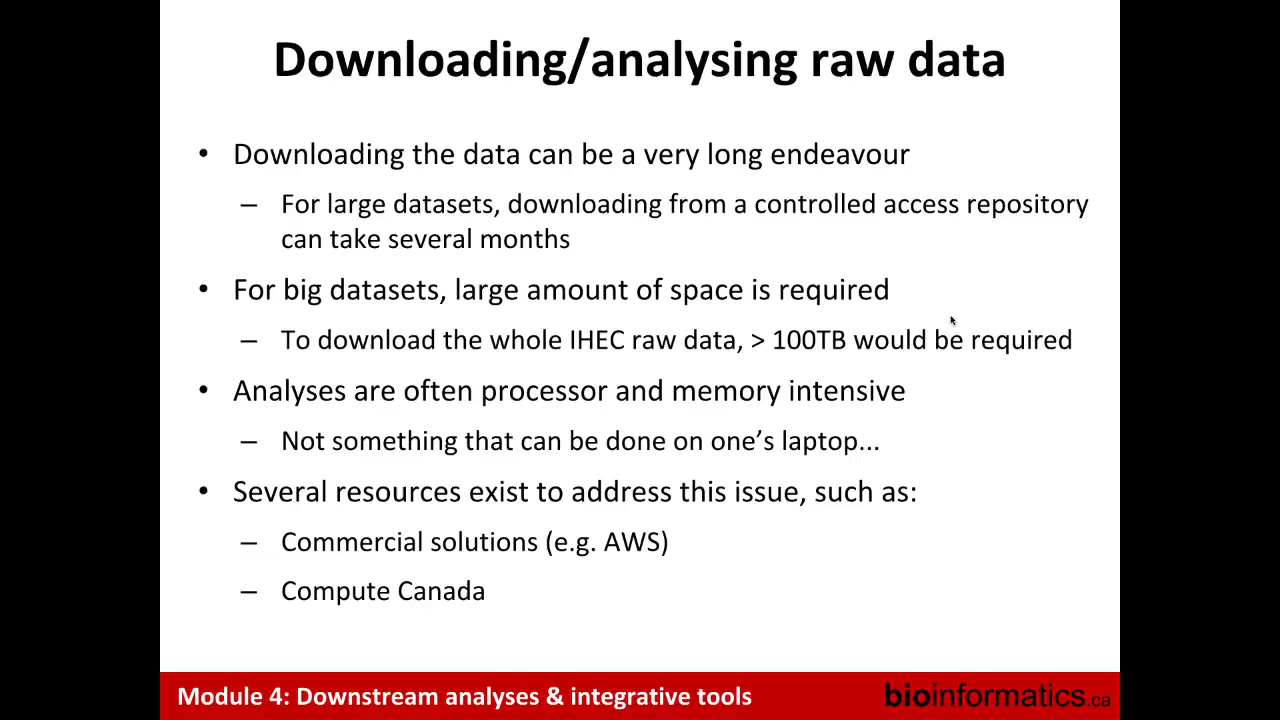 Downloading/analysing raw data
• Downloading the data can be a very long endeavour
– For large datasets, downloading from a controlled access repository
can take several months
• For big datasets, large amount of space is required
– To download the whole IHEC raw data, > 100TB would be required
• Analyses are often processor and memory intensive
– Not something that can be done on one’s laptop...
• Several resources exist to address this issue, such as:
– Commercial solutions (e.g. AWS)
– Compute Canada
Module 4: Downstream analyses & integrative tools
bioinformatics.ca